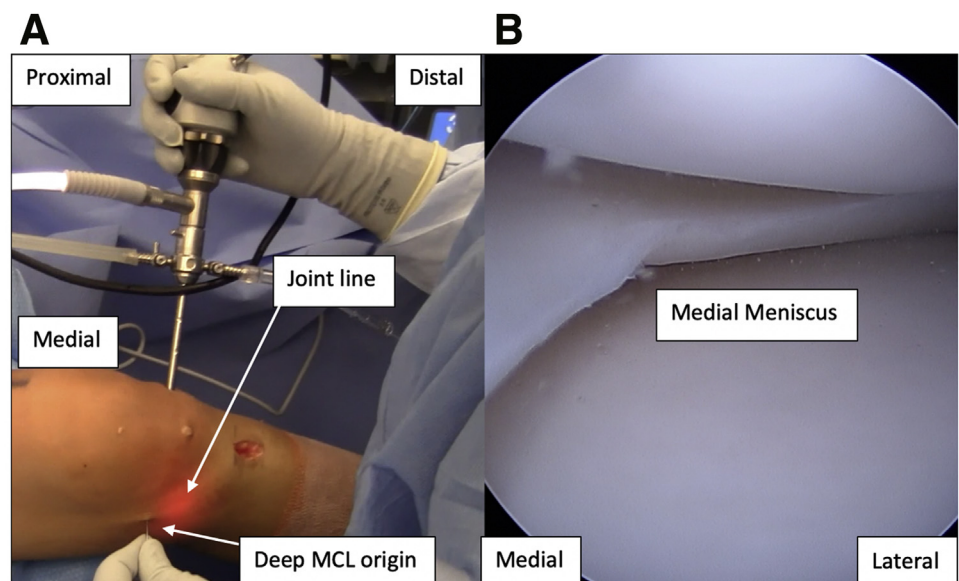 A
B
Proximal
Distal
Joint line
Medial
Medial Meniscus
Deep MCL origin
Medial
Lateral